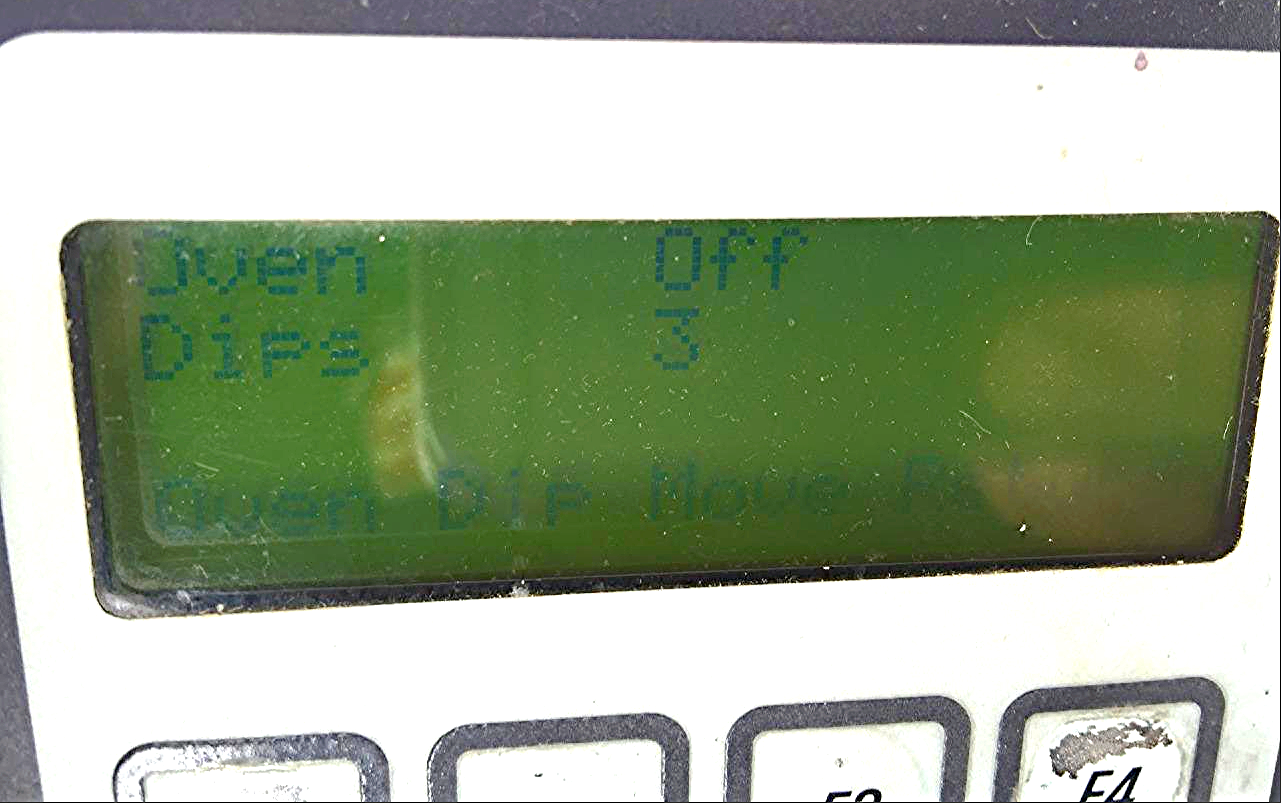 Oven Off
Dips 3
Oven Dip Move
F4